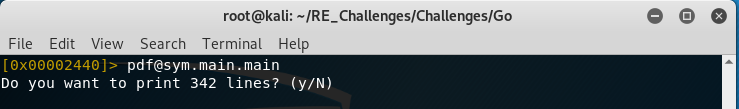 root@kali: ~/RE_Challenges/Challenges/Go
File Edit View Search Terminal Help
[0x00002440]> pdf@sym.main.main
Do you want to print 342 lines? (y/N)